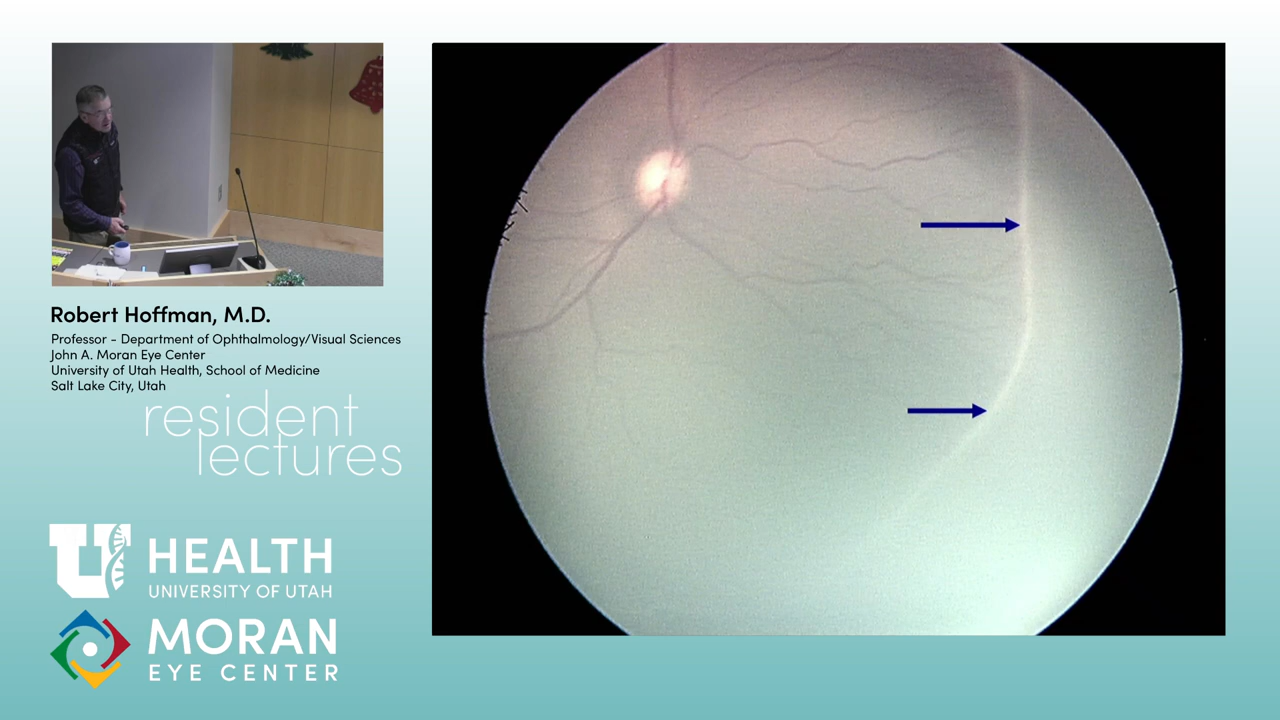 Robert Hoffman, M.D.
Professor - Department of Ophthalmology/Visual Sciences
John A. Moran Eye Center
University of Utah Health, School of Medicine
Salt Lake City, Utah
resident
lectures
U HEALTH
UNIVERSITY OF UTAH
MORAN
EYE CENTER